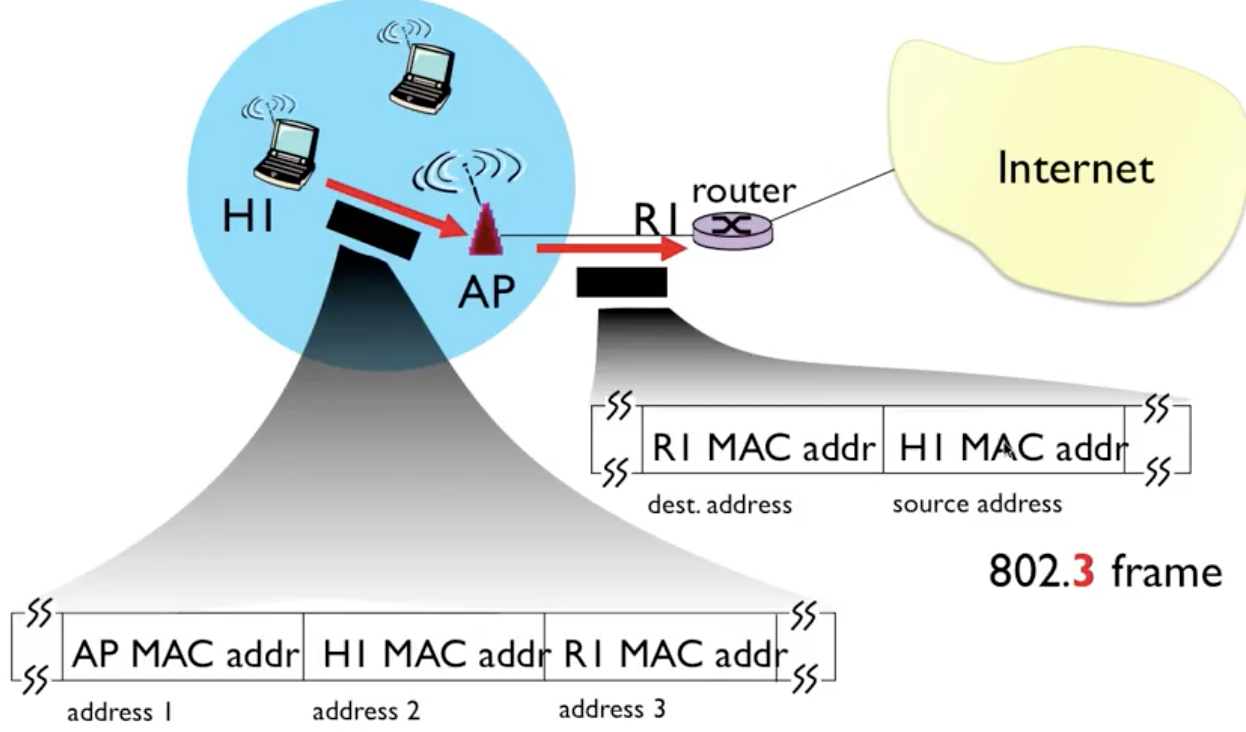 H1
AP
R1
router
Internet
R1 MAC addr
H1 MAC addr
dest. address
source address
802.3 frame
AP MAC addr
H1 MAC addr
R1 MAC addr
address 1
address 2
address 3